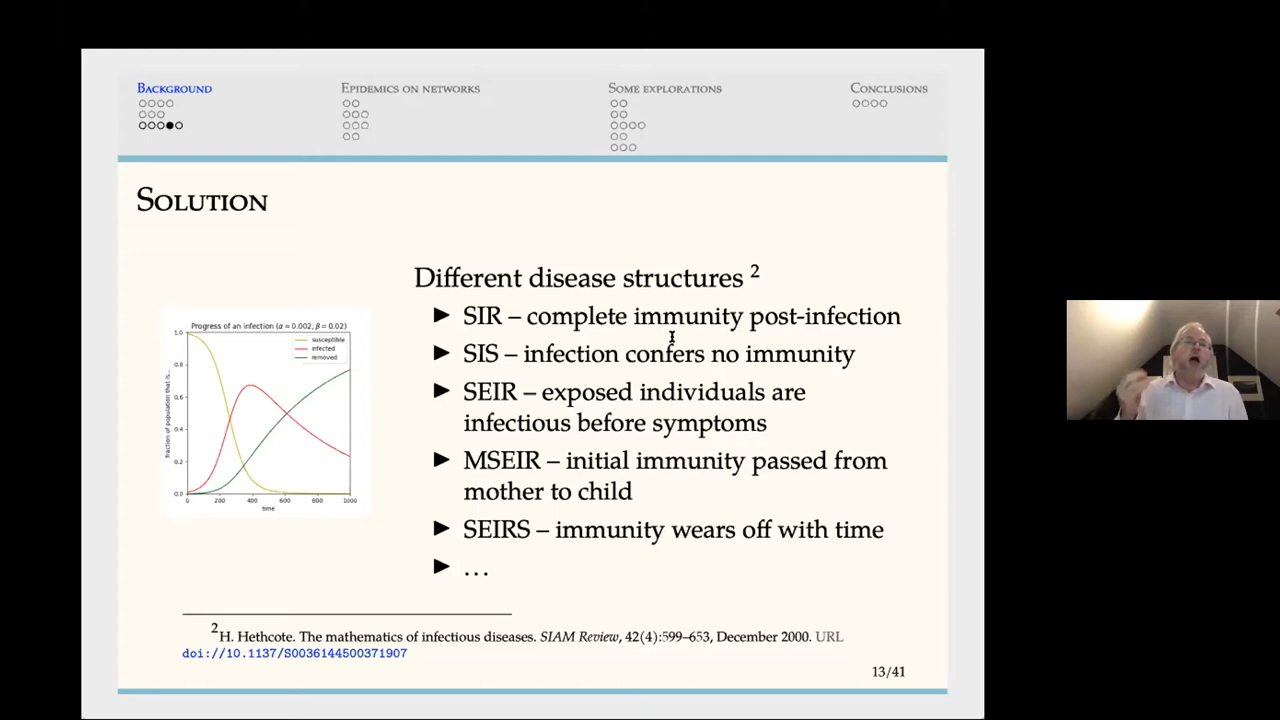 BACKGROUND
EPIDEMICS ON NETWORKS
SOME EXPLORATIONS
CONCLUSIONS
SOLUTION
Progress of an infection (α = 0.002, β = 0.02)
susceptible
infected
removed
fraction of population that is...
1.0
0.8
0.6
0.4
0.2
0.0
0 200 400 600 800 1000
time
Different disease structures 2
► SIR – complete immunity post-infection
► SIS – infection confers no immunity
► SEIR – exposed individuals are
infectious before symptoms
► MSEIR – initial immunity passed from
mother to child
► SEIRS – immunity wears off with time
► ...
2H. Hethcote. The mathematics of infectious diseases. SIAM Review, 42(4):599–653, December 2000. URL
doi://10.1137/S0036144500371907
13/41